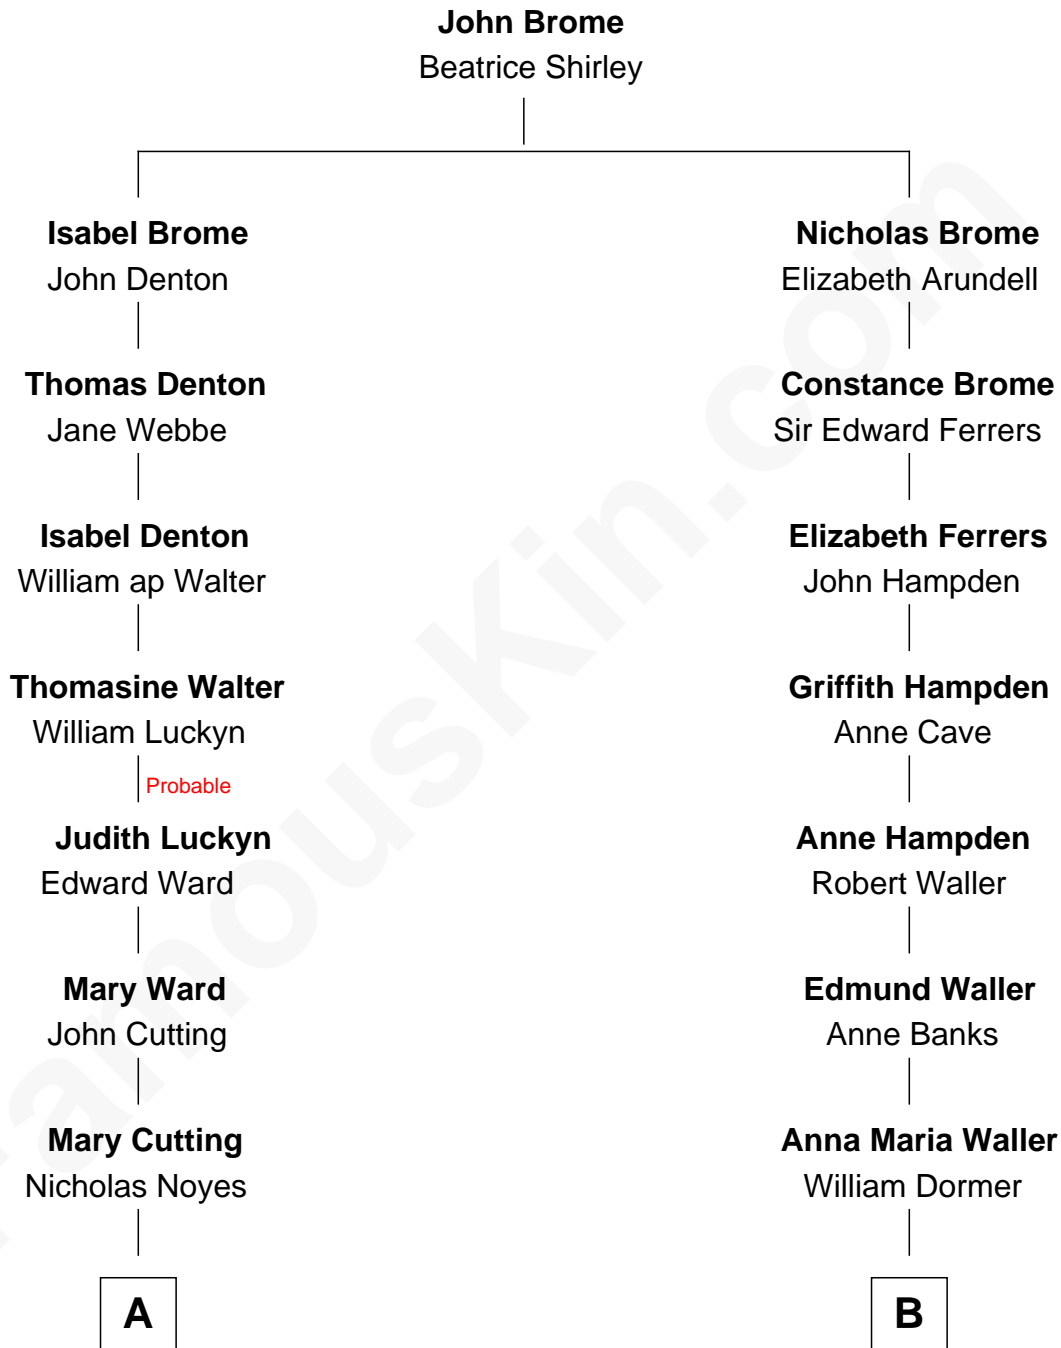 John Brome
Beatrice Shirley
Isabel Brome
John Denton
Thomas Denton
Jane Webbe
Isabel Denton
William ap Walter
Thomasine Walter
William Luckyn
Probable
Judith Luckyn
Edward Ward
Mary Ward
John Cutting
Mary Cutting
Nicholas Noyes
A
Nicholas Brome
Elizabeth Arundell
Constance Brome
Sir Edward Ferrers
Elizabeth Ferrers
John Hampden
Griffith Hampden
Anne Cave
Anne Hampden
Robert Waller
Edmund Waller
Anne Banks
Anna Maria Waller
William Dormer
B
FamousKin.com